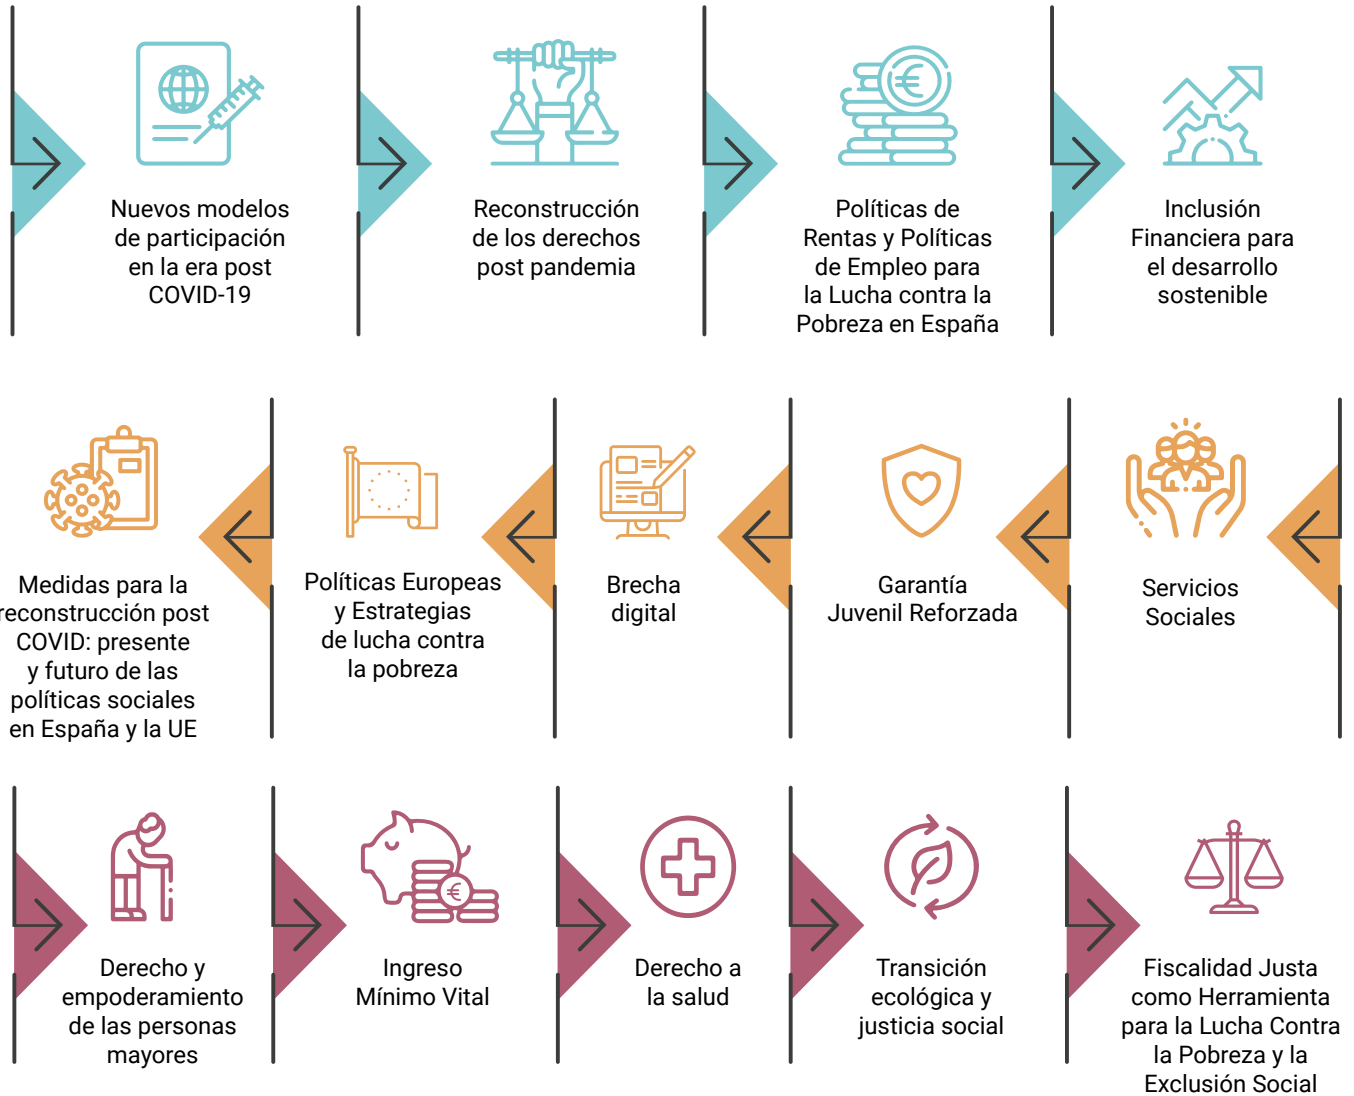 Nuevos modelos
de participación
en la era post
COVID-19
Reconstrucción
de los derechos
post pandemia
Políticas de
Rentas y Políticas
de Empleo para
la Lucha contra la
Pobreza en España
Inclusión
Financiera para
el desarrollo
sostenible
Medidas para la
reconstrucción post
COVID: presente
y futuro de las
políticas sociales
en España y la UE
Políticas Europeas
y Estrategias
de lucha contra
la pobreza
Brecha
digital
Garantía
Juvenil Reforzada
Servicios
Sociales
Derecho y
empoderamiento
de las personas
mayores
Ingreso
Mínimo Vital
Derecho a
la salud
Transición
ecológica y
justicia social
Fiscalidad Justa
como Herramienta
para la Lucha Contra
la Pobreza y la
Exclusión Social